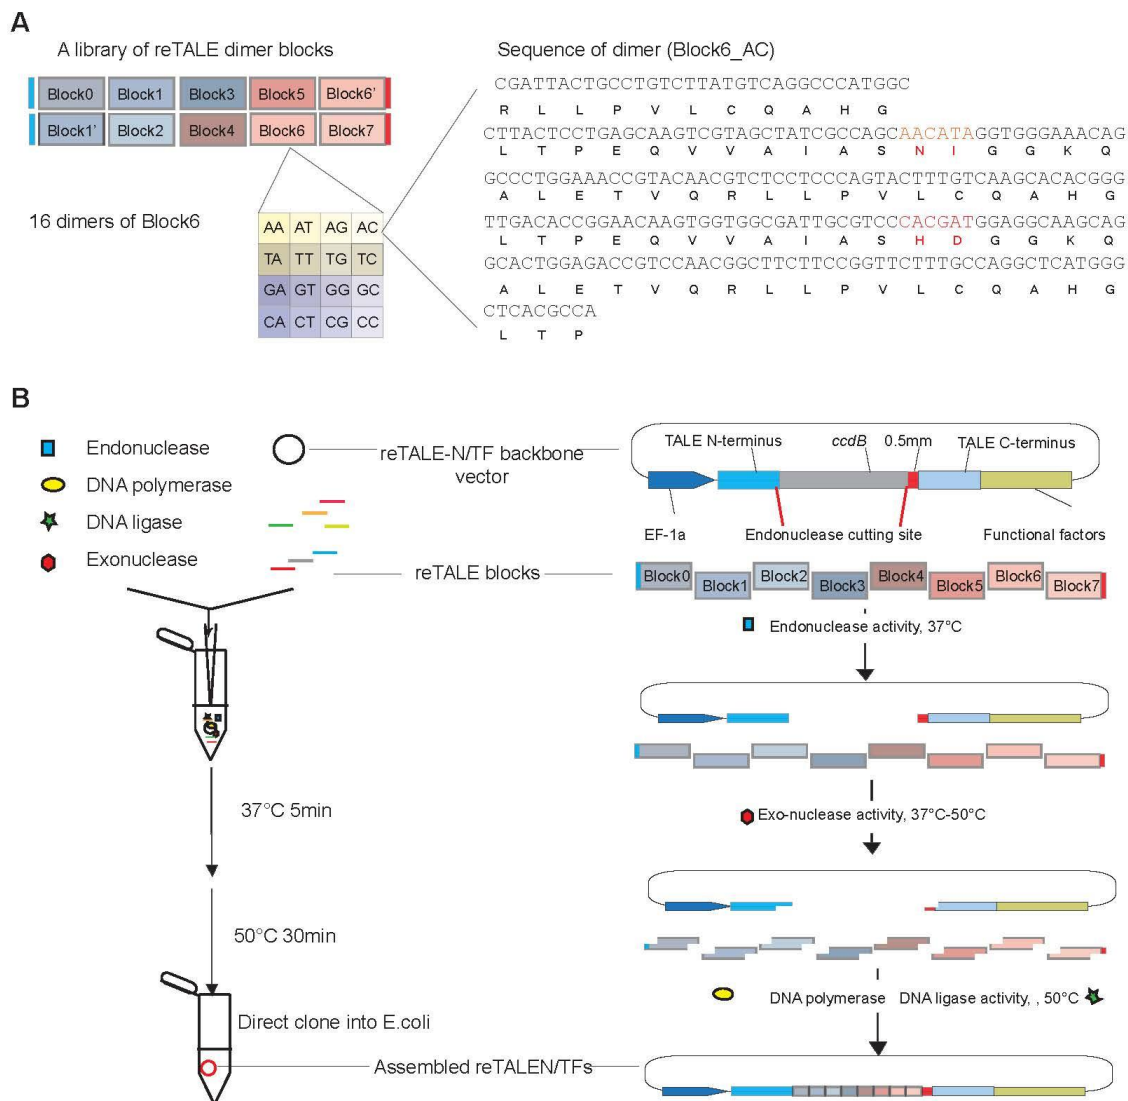 A
A library of reTALE dimer blocks
Block0 Block1 Block3 Block5 Block6'
Block1' Block2 Block4 Block6 Block7
16 dimers of Block6
AA AT AG AC
TA TT TG TC
GA GT GG GC
CA CT CG CC
Sequence of dimer (Block6_AC)
CGATTACTGCCTGTCTTATGTCAGGCCCATGGC
R L L P V L C Q A H G
CTTACTCCTGAGCAAGTCGTAGCTATCGCCAGCAACATAGGTGGGAAACAG
L T P E Q V V A I A S N I G G K Q
GCCCTGGAAACCGTACAACGTCTCCTCCCAGTACTTTGTCAAGCACACGGG
A L E T V Q R L L P V L C Q A H G
TTGACACCGGAACAAGTGGTGGCGATTGCGTCCCACGATGGAGGCAAGCAG
L T P E Q V V A I A S H D G G K Q
GCACTGGAGACCGTCCAACGGCTTCTTCCGGTTCTTTGCCAGGCTCATGGG
A L E T V Q R L L P V L C Q A H G
CTCACGCCA
L T P
B
Endonuclease
DNA polymerase
DNA ligase
Exonuclease
reTALE-N/TF backbone
vector
reTALE blocks
37°C 5min
50°C 30min
Direct clone into E.coli
Assembled reTALEN/TFs
TALE N-terminus ccdB 0.5mm TALE C-terminus
EF-1a Endonuclease cutting site Functional factors
Block0 Block1 Block2 Block3 Block4 Block5 Block6 Block7
Endonuclease activity, 37°C
Exo-nuclease activity, 37°C-50°C
DNA polymerase DNA ligase activity, , 50°C